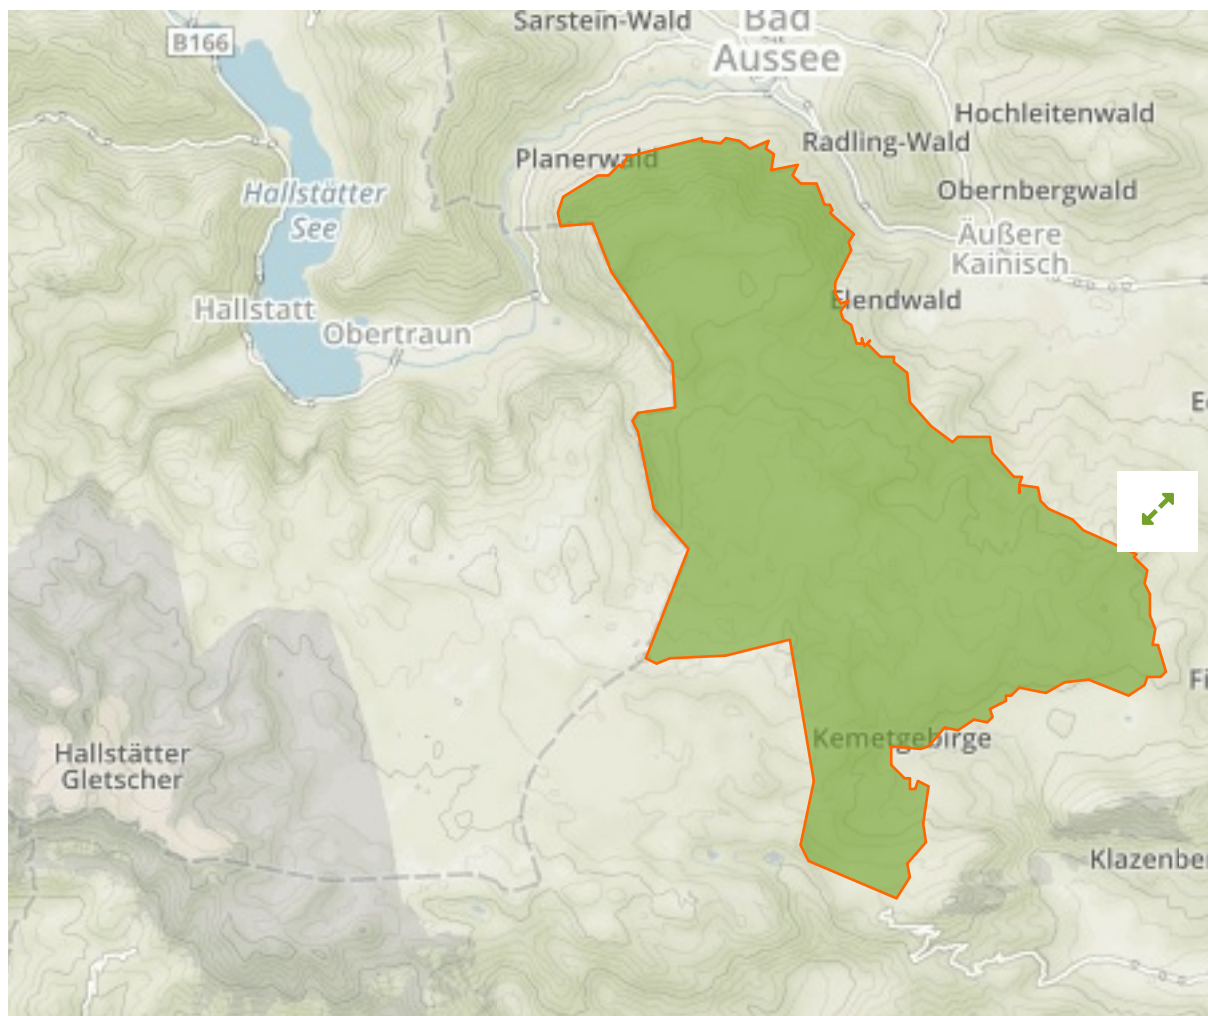 Sarstein-Wald
Bad
Aussee
B166
Hochleitenwald
Radling-Wald
Planerwald
Obernbergwald
Hallstätter
See
Äußere
Kainisch
Elendwald
Hallstatt
Obertraun
Kemetgebirge
Hallstätter
Gletscher